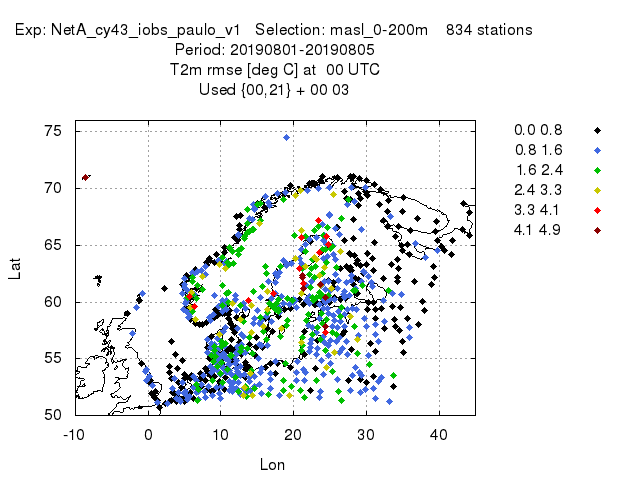 Exp: NetA_cy43_iobs_paulo_v1 Selection: masl_0-200m 834 stations
Period: 20190801-20190805
T2m rmse [deg C] at 00 UTC
Used {00,21} + 00 03
75
70
65
60
55
50
Lat
-10 0 10 20 30 40
Lon
0.0 0.8
0.8 1.6
1.6 2.4
2.4 3.3
3.3 4.1
4.1 4.9